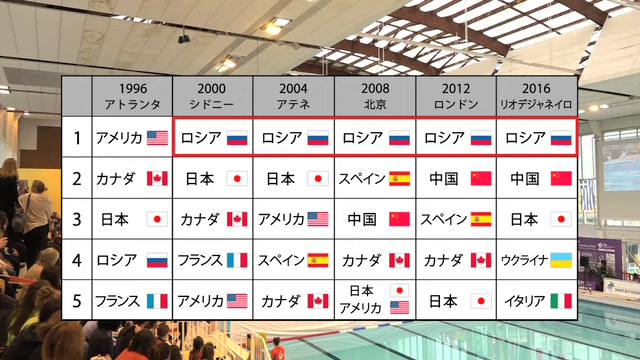 1996 2000 2004 2008 2012 2016
アトランタ シドニー アテネ 北京 ロンドン リオデジャネイロ
1 アメリカ ロシア ロシア ロシア ロシア ロシア
2 カナダ 日本 日本 スペイン 中国 中国
3 日本 カナダ アメリカ 中国 スペイン 日本
4 ロシア フランス スペイン カナダ カナダ ウクライナ
5 フランス アメリカ カナダ 日本 アメリカ 日本 イタリア
NATATION